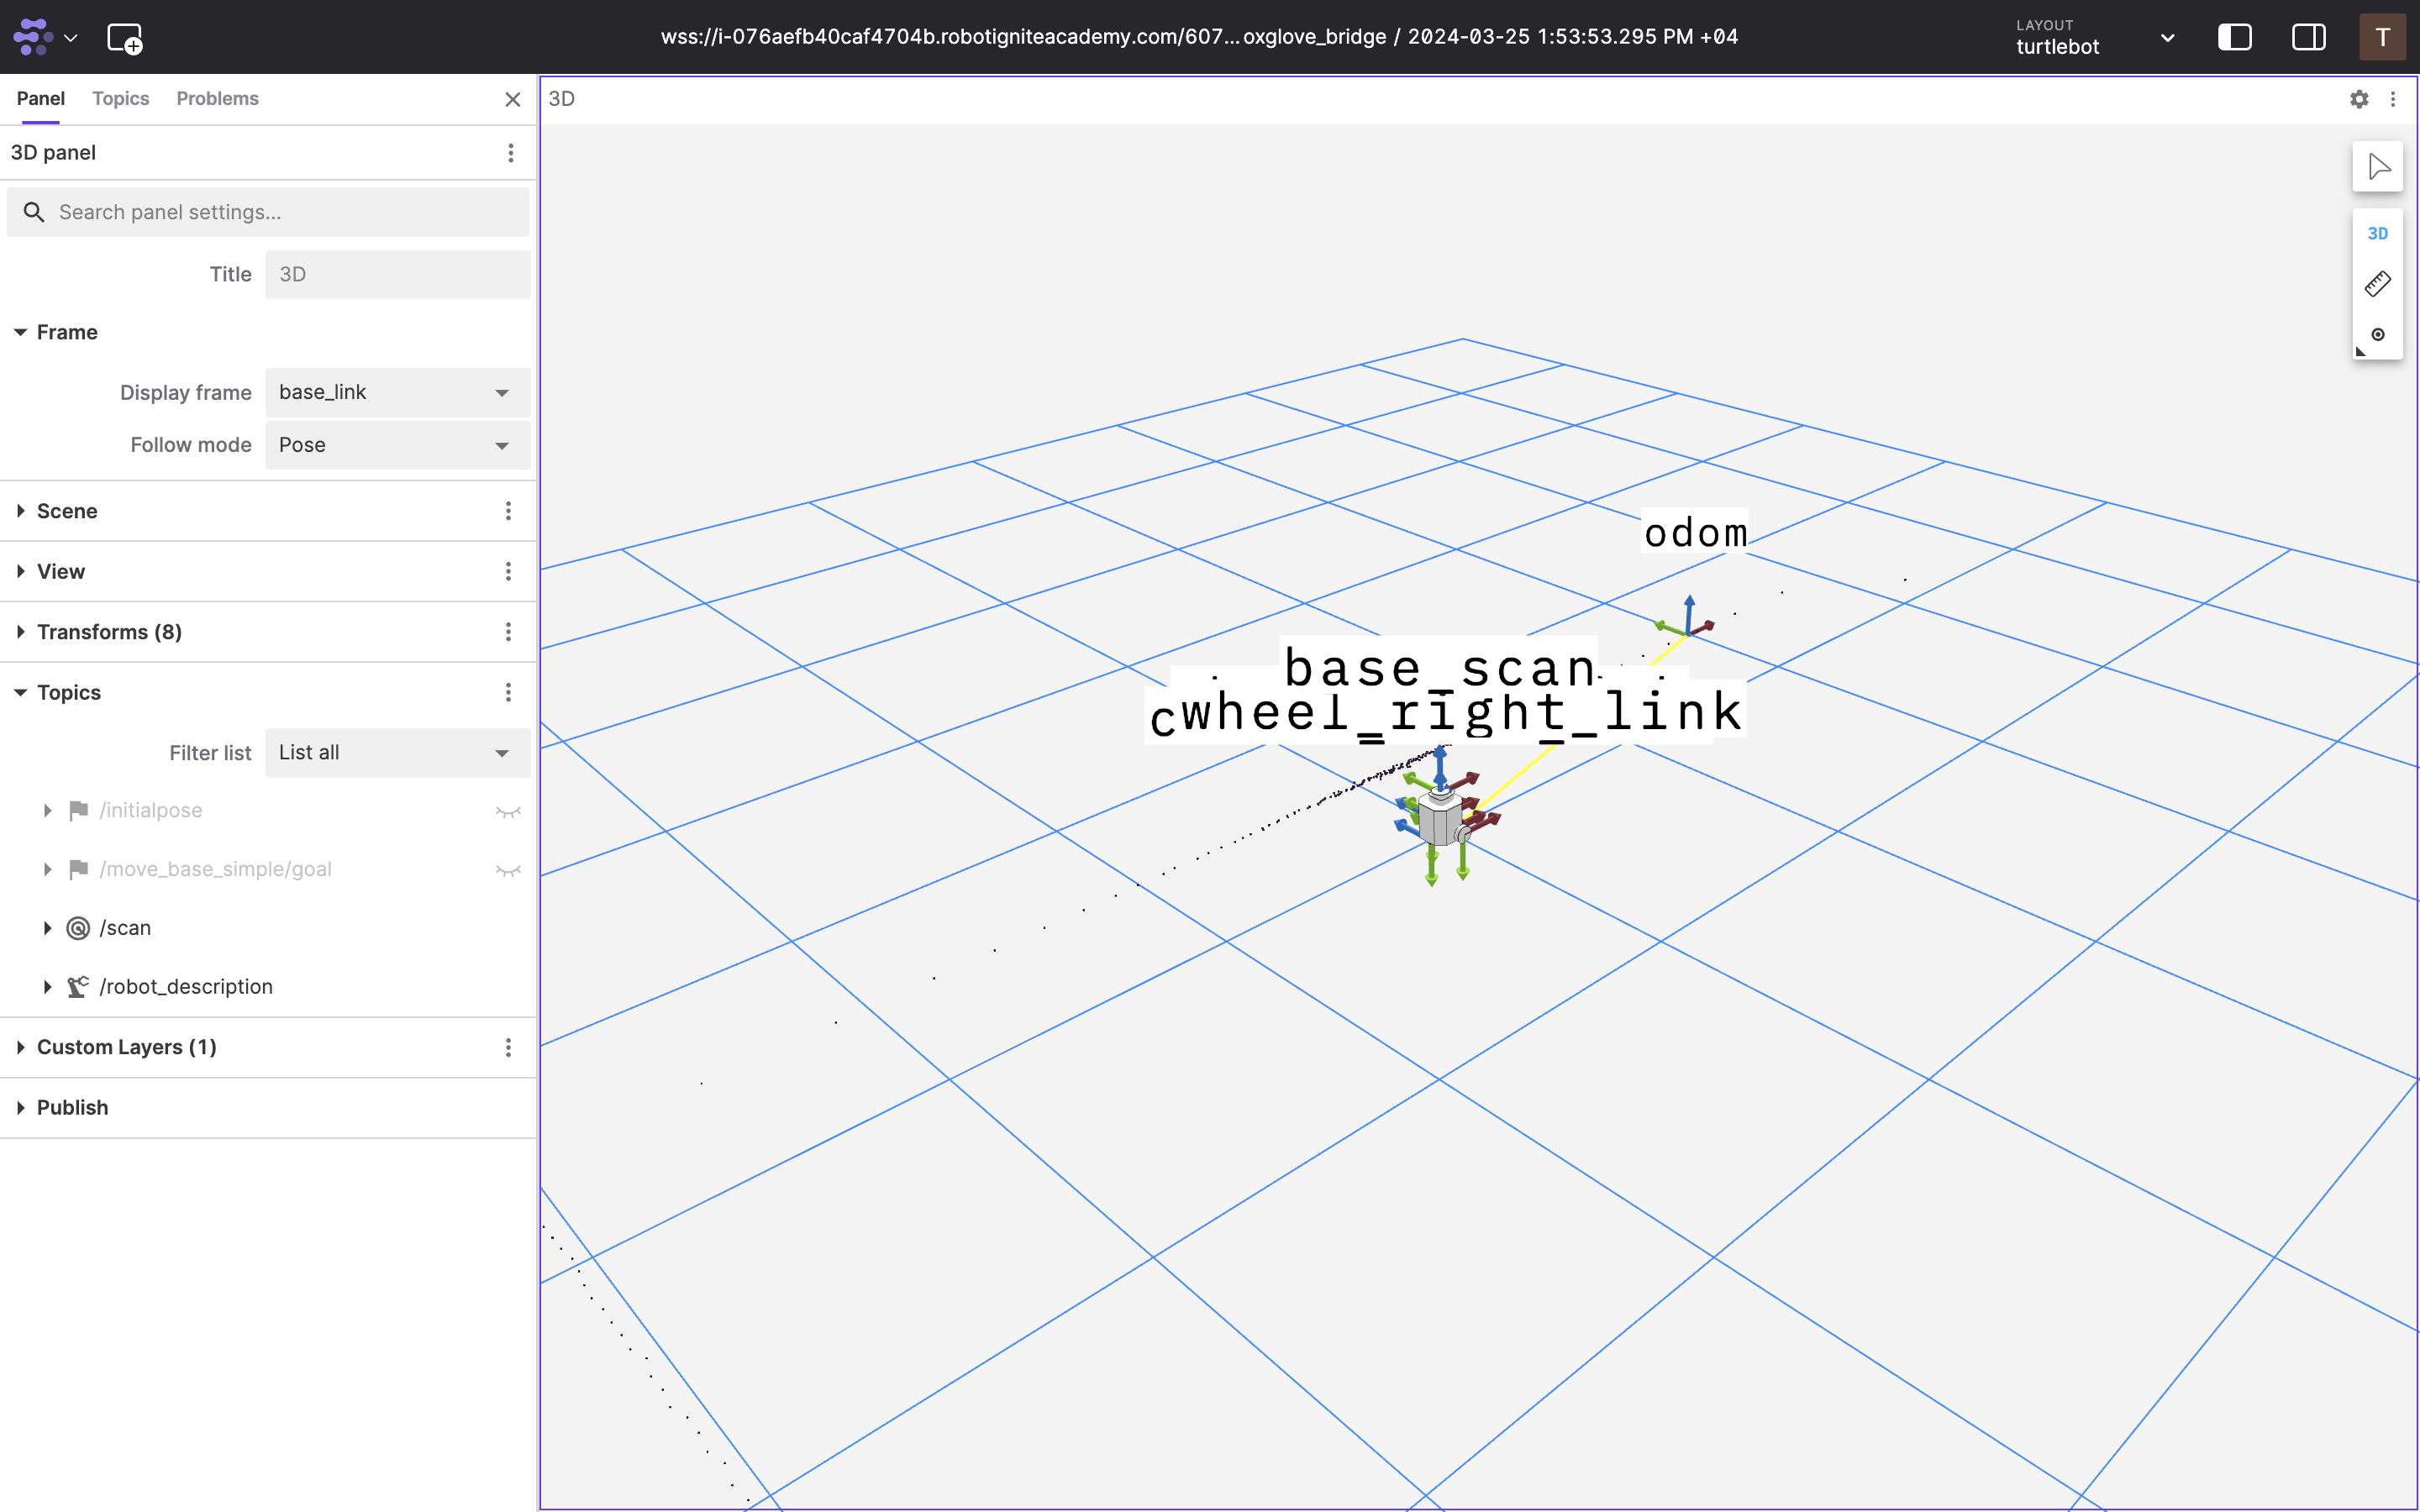 wss://i-076aefb40caf4704b.robotigniteacademy.com/607...oxglove_bridge / 2024-03-25 1:53:53.295 PM +04
LAYOUT
turtlebot
T
Panel
Topics
Problems
3D
3D panel
Search panel settings...
Title
3D
3D
Frame
Display frame
base_link
Follow mode
Pose
Scene
View
odom
Transforms (8)
base_scan
Topics
wheel_right_link
Filter list
List all
/initialpose
/move_base_simple/goal
/scan
/robot_description
Custom Layers (1)
Publish